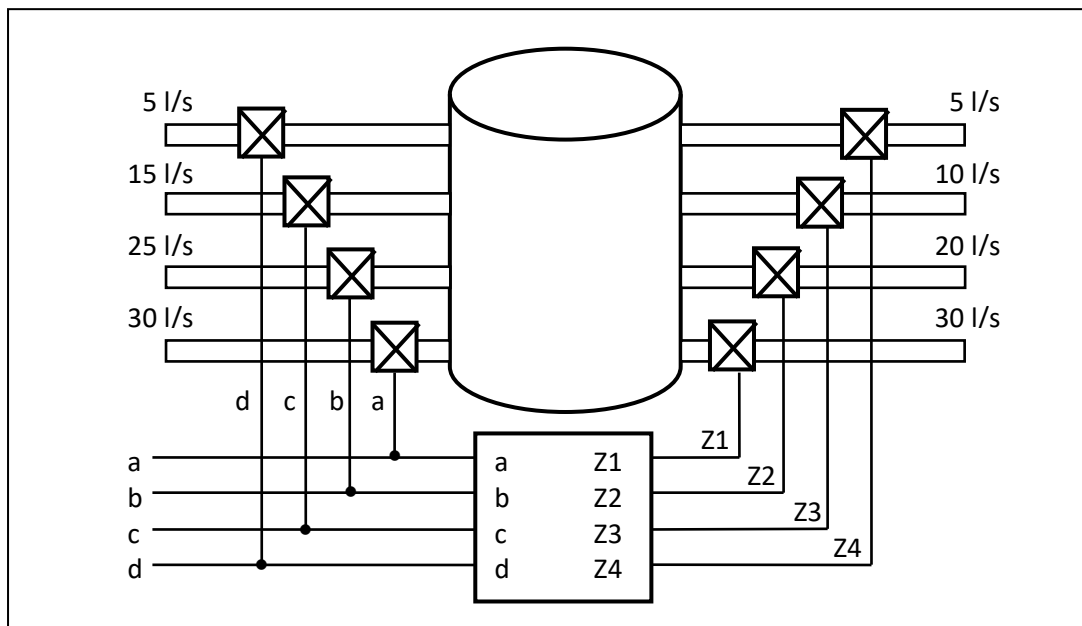 5 l/s 5 l/s
15 l/s 10 l/s
25 l/s 20 l/s
30 l/s 30 l/s
d c b a
Z1
a a Z1
Z2
b b Z2
Z3
c c Z3
Z4
d d Z4